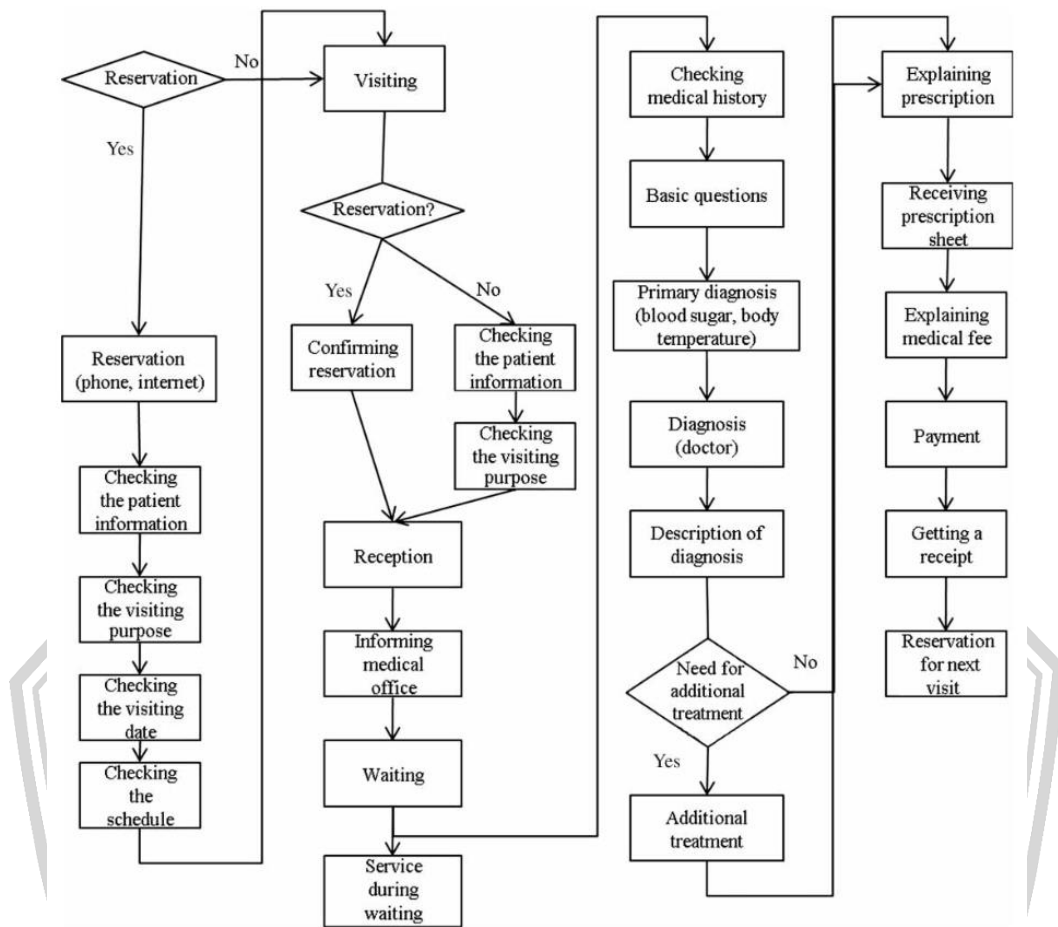 Reservation
No
Yes
Reservation
(phone, internet)
Checking
the patient
information
Checking
the visiting
purpose
Checking
the visiting
date
Checking
the
schedule
Visiting
Reservation?
Yes
No
Confirming
reservation
Checking
the patient
information
Checking
the visiting
purpose
Reception
Informing
medical
office
Waiting
Service
during
waiting
Checking
medical history
Basic questions
Primary diagnosis
(blood sugar, body
temperature)
Diagnosis
(doctor)
Description of
diagnosis
Need for
additional
treatment
No
Yes
Additional
treatment
Explaining
prescription
Receiving
prescription
sheet
Explaining
medical fee
Payment
Getting a
receipt
Reservation
for next
visit